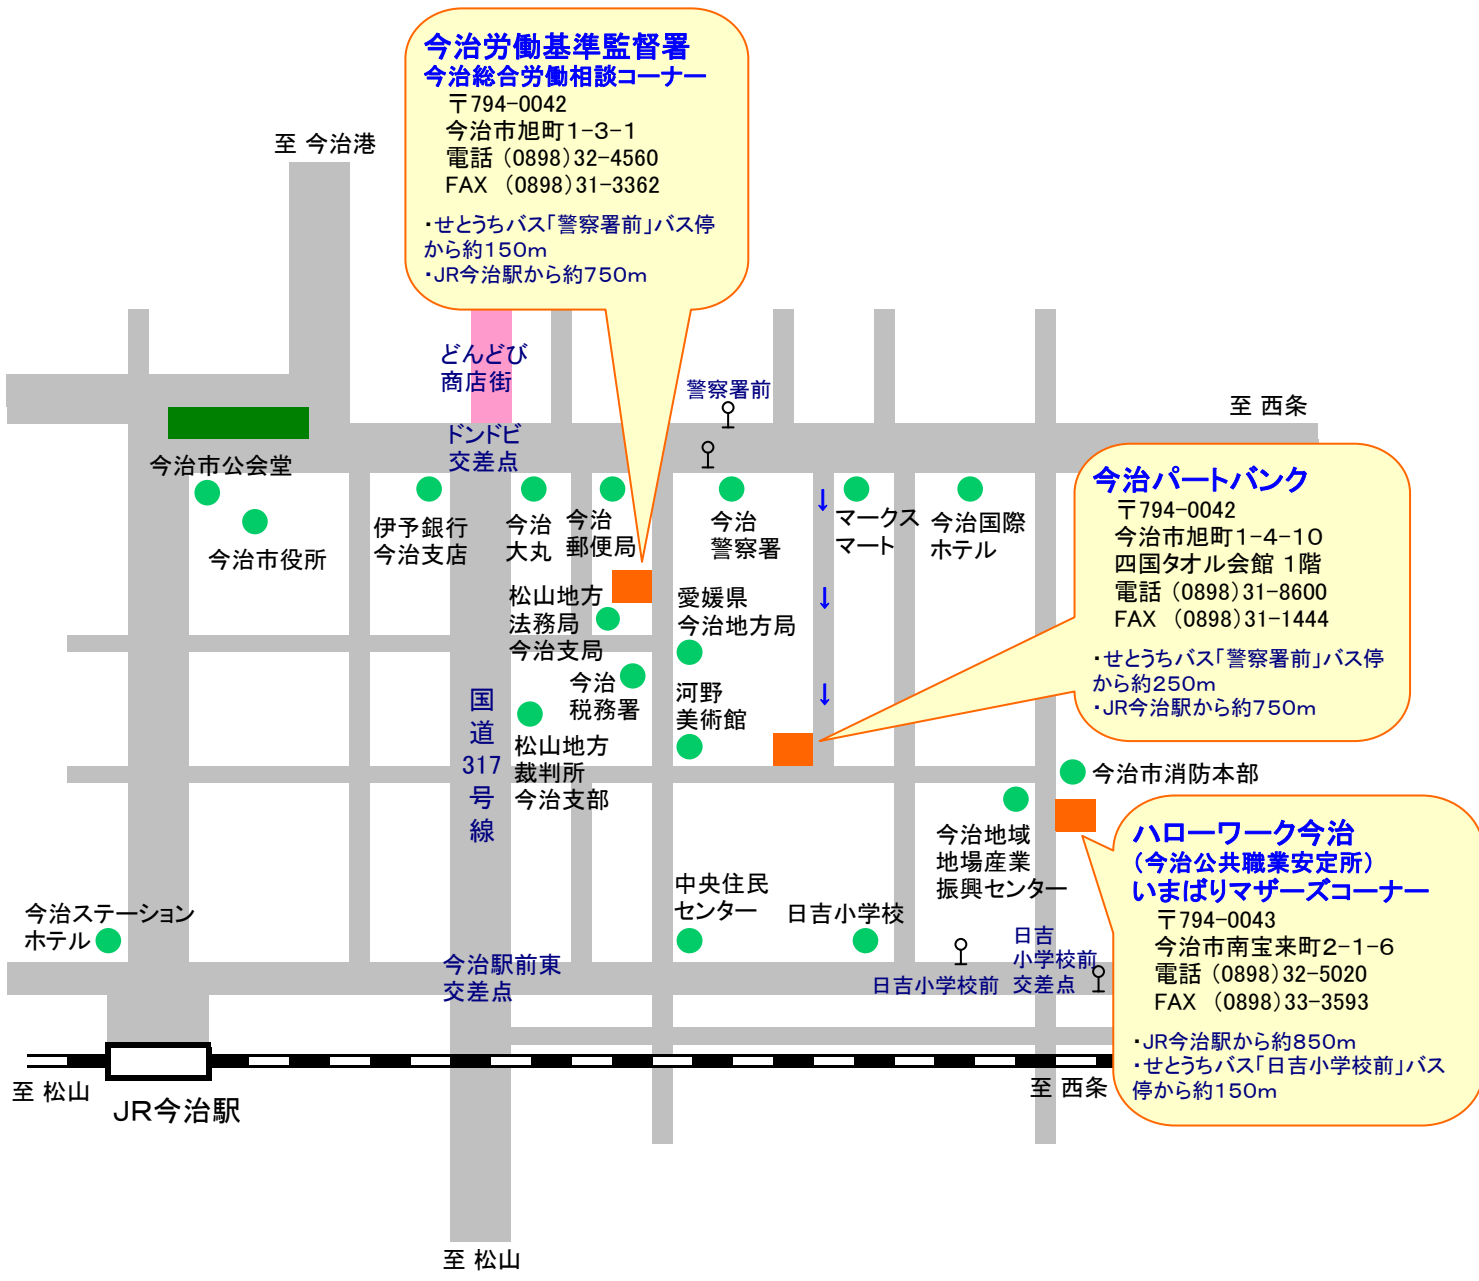 今治労働基準監督署
今治総合労働相談コーナー
〒794-0042
今治市旭町1-3-1
電話 (0898)32-4560
FAX (0898)31-3362
・せとうちバス「警察署前」バス停
から約150m
・JR今治駅から約750m
至 今治港
どんどび
商店街
警察署前
至 西条
ドンドビ
交差点
今治市公会堂
今治市役所
伊予銀行
今治支店
今治
大丸
今治
郵便局
今治
警察署
↓
マークス
マート
今治国際
ホテル
今治パートバンク
〒794-0042
今治市旭町1-4-10
四国タオル会館 1階
電話 (0898)31-8600
FAX (0898)31-1444
・せとうちバス「警察署前」バス停
から約250m
・JR今治駅から約750m
松山地方
法務局
今治支局
愛媛県
今治地方局
↓
今治
税務署
河野
美術館
↓
国
道
317
号
線
松山地方
裁判所
今治支部
今治市消防本部
今治地域
地場産業
振興センター
ハローワーク今治
(今治公共職業安定所)
いまばりマザーズコーナー
〒794-0043
今治市南宝来町2-1-6
電話 (0898)32-5020
FAX (0898)33-3593
・JR今治駅から約850m
・せとうちバス「日吉小学校前」バス
停から約150m
今治ステーション
ホテル
中央住民
センター
日吉小学校
今治駅前東
交差点
日吉小学校前
日吉
小学校前
交差点
至 松山
JR今治駅
至 西条
至 松山